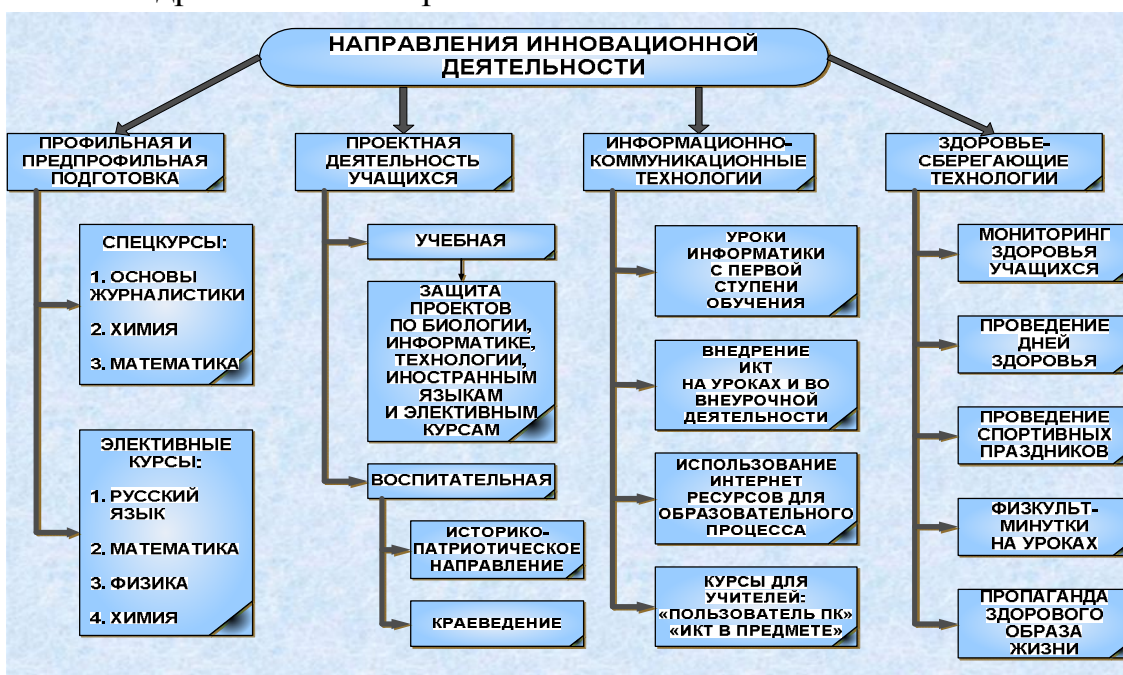 НАПРАВЛЕНИЯ ИННОВАЦИОННОЙ
ДЕЯТЕЛЬНОСТИ
ПРОФИЛЬНАЯ И
ПРЕДПРОФИЛЬНАЯ
ПОДГОТОВКА
СПЕЦКУРСЫ:
1. ОСНОВЫ
ЖУРНАЛИСТИКИ
2. ХИМИЯ
3. МАТЕМАТИКА
ЭЛЕКТИВНЫЕ
КУРСЫ:
1. РУССКИЙ
ЯЗЫК
2. МАТЕМАТИКА
3. ФИЗИКА
4. ХИМИЯ
ПРОЕКТНАЯ
ДЕЯТЕЛЬНОСТЬ
УЧАЩИХСЯ
УЧЕБНАЯ
ЗАЩИТА
ПРОЕКТОВ
ПО БИОЛОГИИ,
ИНФОРМАТИКЕ,
ТЕХНОЛОГИИ,
ИНОСТРАННЫМ
ЯЗЫКАМ
И ЭЛЕКТИВНЫМ
КУРСАМ
ВОСПИТАТЕЛЬНАЯ
ИСТОРИКО-
ПАТРИОТИЧЕСКОЕ
НАПРАВЛЕНИЕ
КРАЕВЕДЕНИЕ
ИНФОРМАЦИОННО-
КОММУНИКАЦИОННЫЕ
ТЕХНОЛОГИИ
УРОКИ
ИНФОРМАТИКИ
С ПЕРВОЙ
СТУПЕНИ
ОБУЧЕНИЯ
ВНЕДРЕНИЕ
ИКТ
НА УРОКАХ И ВО
ВНЕУРОЧНОЙ
ДЕЯТЕЛЬНОСТИ
ИСПОЛЬЗОВАНИЕ
ИНТЕРНЕТ
РЕСУРСОВ ДЛЯ
ОБРАЗОВАТЕЛЬНОГО
ПРОЦЕССА
КУРСЫ ДЛЯ
УЧИТЕЛЕЙ:
«ПОЛЬЗОВАТЕЛЬ ПК»
«ИКТ В ПРЕДМЕТЕ»
ЗДОРОВЬЕ-
СБЕРЕГАЮЩИЕ
ТЕХНОЛОГИИ
МОНИТОРИНГ
ЗДОРОВЬЯ
УЧАЩИХСЯ
ПРОВЕДЕНИЕ
ДНЕЙ
ЗДОРОВЬЯ
ПРОВЕДЕНИЕ
СПОРТИВНЫХ
ПРАЗДНИКОВ
ФИЗКУЛЬТ-
МИНУТКИ
НА УРОКАХ
ПРОПАГАНДА
ЗДОРОВОГО
ОБРАЗА
ЖИЗНИ